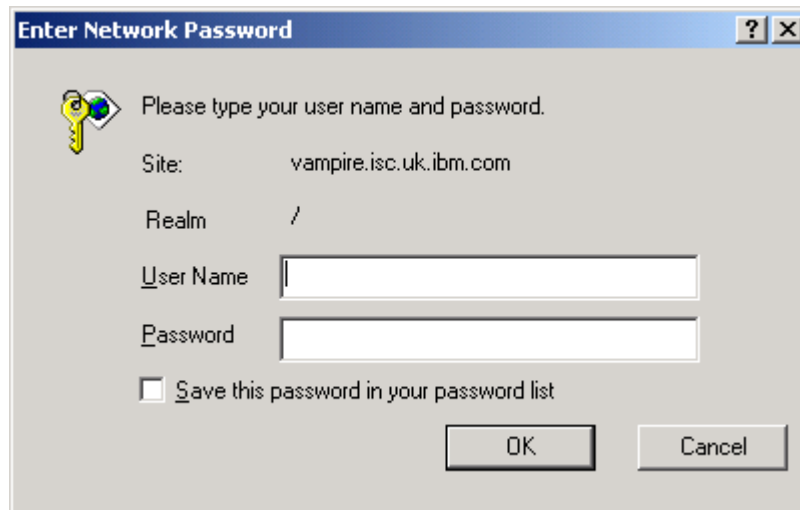 Enter Network Password
Please type your user name and password.
Site: vampire.isc.uk.ibm.com
Realm /
User Name
Password
Save this password in your password list
OK Cancel